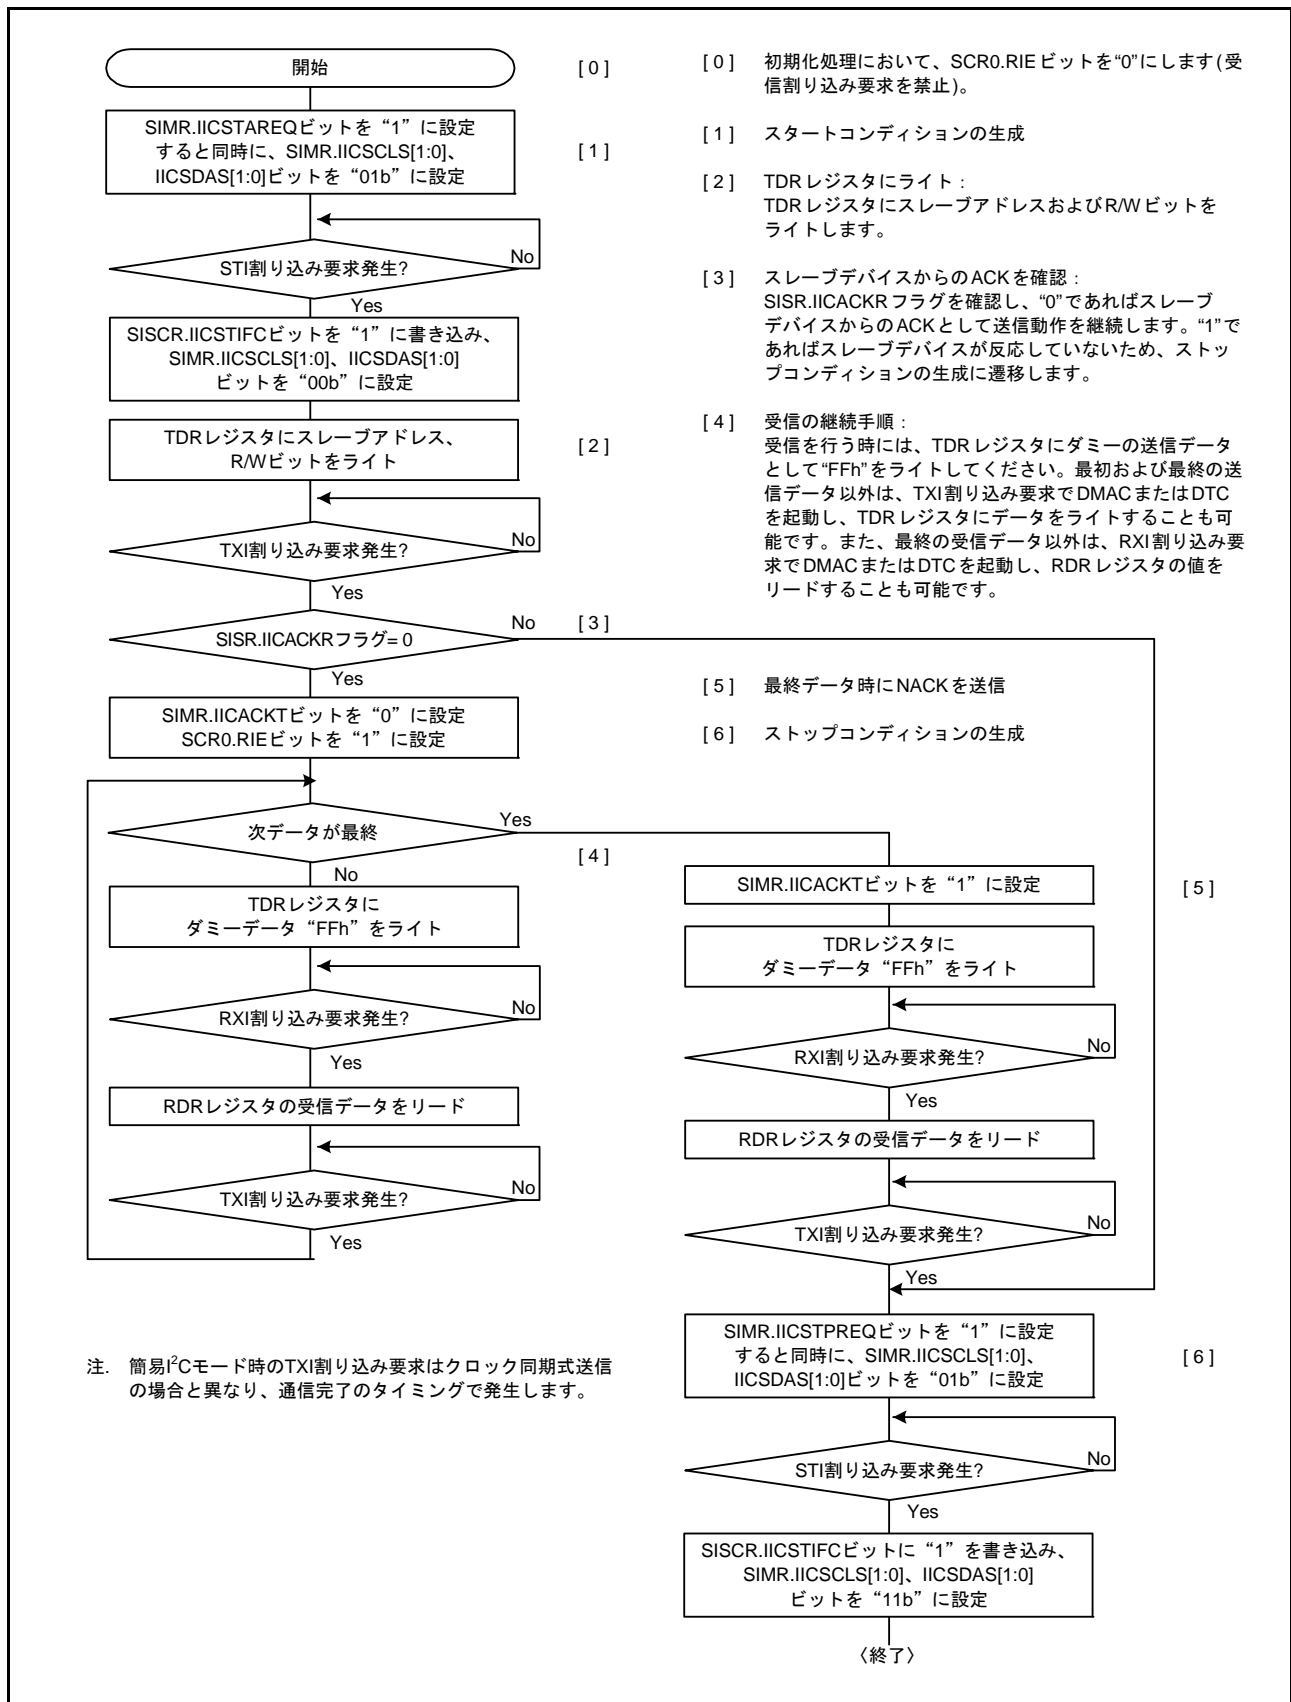 開始
[ 0 ]
SIMR.IICSTAREQビットを“1”に設定
すると同時に、SIMR.IICSCLS[1:0]、
IICSDAS[1:0]ビットを“01b”に設定
[ 1 ]
STI割り込み要求発生?
No
Yes
SISCR.IICSTIFCビットを“1”に書き込み、
SIMR.IICSCLS[1:0]、IICSDAS[1:0]
ビットを“00b”に設定
TDRレジスタにスレーブアドレス、
R/Wビットをライト
[ 2 ]
TXI割り込み要求発生?
No
Yes
SISR.IICACKRフラグ= 0
No
[ 3 ]
Yes
SIMR.IICACKTビットを“0”に設定
SCR0.RIEビットを“1”に設定
次データが最終
Yes
[ 4 ]
No
TDRレジスタに
ダミーデータ“FFh”をライト
RXI割り込み要求発生?
No
Yes
RDRレジスタの受信データをリード
TXI割り込み要求発生?
No
Yes
注. 簡易I²Cモード時のTXI割り込み要求はクロック同期式送信
の場合と異なり、通信完了のタイミングで発生します。
[ 0 ] 初期化処理において、SCR0.RIEビットを“0”にします(受
信割り込み要求を禁止)。
[ 1 ] スタートコンディションの生成
[ 2 ] TDRレジスタにライト:
TDRレジスタにスレーブアドレスおよびR/Wビットを
ライトします。
[ 3 ] スレーブデバイスからのACKを確認:
SISR.IICACKRフラグを確認し、“0”であればスレーブ
デバイスからのACKとして送信動作を継続します。“1”で
あればスレーブデバイスが反応していないため、ストッ
プコンディションの生成に遷移します。
[ 4 ] 受信の継続手順:
受信を行う時には、TDRレジスタにダミーの送信データ
として“FFh”をライトしてください。最初および最終の送
信データ以外は、TXI割り込み要求でDMACまたはDTC
を起動し、TDRレジスタにデータをライトすることも可
能です。また、最終の受信データ以外は、RXI割り込み要
求でDMACまたはDTCを起動し、RDRレジスタの値を
リードすることも可能です。
[ 5 ] 最終データ時にNACKを送信
[ 6 ] ストップコンディションの生成
SIMR.IICACKTビットを“1”に設定
[ 5 ]
TDRレジスタに
ダミーデータ“FFh”をライト
RXI割り込み要求発生?
No
Yes
RDRレジスタの受信データをリード
TXI割り込み要求発生?
No
Yes
SIMR.IICSTPREQビットを“1”に設定
すると同時に、SIMR.IICSCLS[1:0]、
IICSDAS[1:0]ビットを“01b”に設定
[ 6 ]
STI割り込み要求発生?
No
Yes
SISCR.IICSTIFCビットに“1”を書き込み、
SIMR.IICSCLS[1:0]、IICSDAS[1:0]
ビットを“11b”に設定
〈終了〉